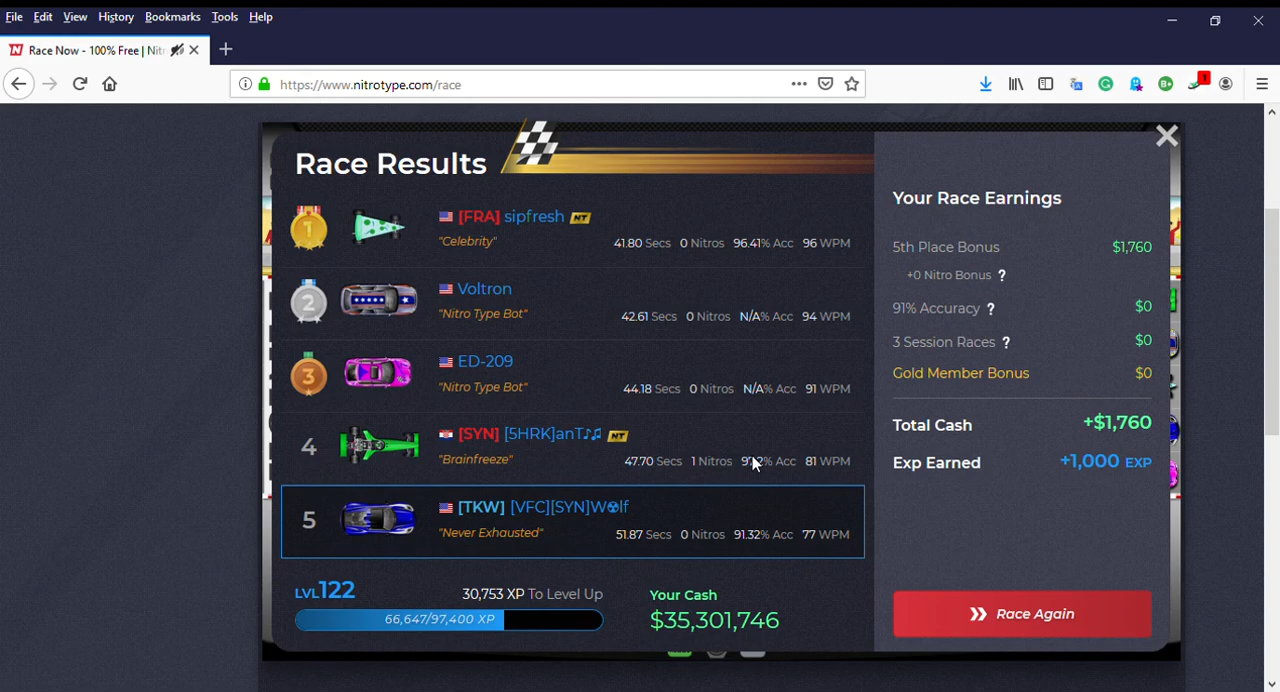 File Edit View History Bookmarks Tools Help
Race Now - 100% Free | Nit
https://www.nitrotype.com/race
1
B+
Race Results
1
[FRA] sipfresh NT
"Celebrity"
41.80 Secs 0 Nitros 96.41% Acc 96 WPM
2
Voltron
"Nitro Type Bot"
42.61 Secs 0 Nitros N/A% Acc 94 WPM
3
ED-209
"Nitro Type Bot"
44.18 Secs 0 Nitros N/A% Acc 91 WPM
4
[SYN] [5HRK]anT♪♫ NT
"Brainfreeze"
47.70 Secs 1 Nitros Acc 81 WPM
5
[TKW] [VFC][SYN]W☢lf
"Never Exhausted"
51.87 Secs 0 Nitros 91.32% Acc 77 WPM
LVL122
30,753 XP To Level Up
66,647/97,400 XP
Your Cash
$35,301,746
Your Race Earnings
5th Place Bonus $1,760
+0 Nitro Bonus ?
91% Accuracy ? $0
3 Session Races ? $0
Gold Member Bonus $0
Total Cash +$1,760
Exp Earned +1,000 EXP
Race Again